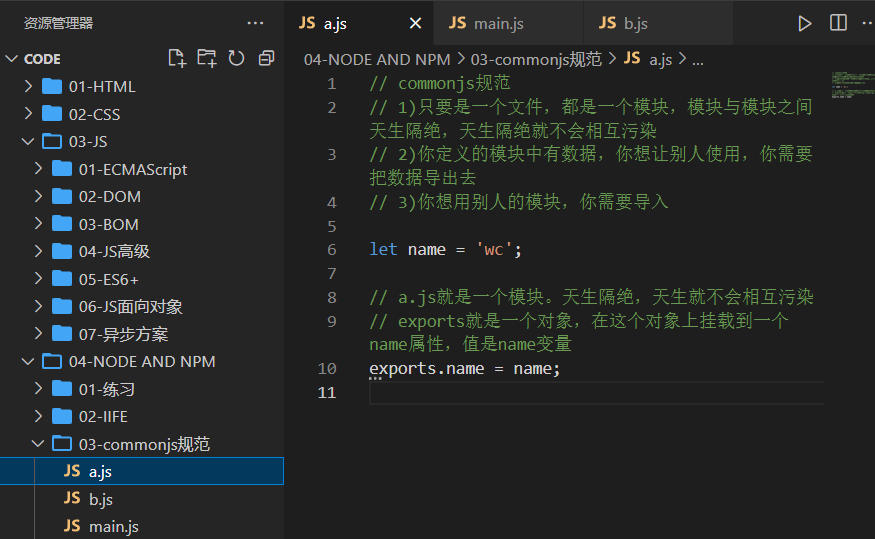 资源管理器 ...
CODE
01-HTML
02-CSS
03-JS
01-ECMAScript
02-DOM
03-BOM
04-JS高级
05-ES6+
06-JS面向对象
07-异步方案
04-NODE AND NPM
01-练习
02-IIFE
03-commonjs规范
JS a.js
JS b.js
JS main.js
JS a.js JS main.js JS b.js
04-NODE AND NPM > 03-commonjs规范 > JS a.js > ...
1 // commonjs规范
2 // 1)只要是一个文件，都是一个模块，模块与模块之间
天生隔绝，天生隔绝就不会相互污染
3 // 2)你定义的模块中有数据，你想让别人使用，你需要
把数据导出去
4 // 3)你想用别人的模块，你需要导入
5
6 let name = 'wc';
7
8 // a.js就是一个模块。天生隔绝，天生就不会相互污染
9 // exports就是一个对象，在这个对象上挂载到一个
name属性，值是name变量
10 exports.name = name;
11